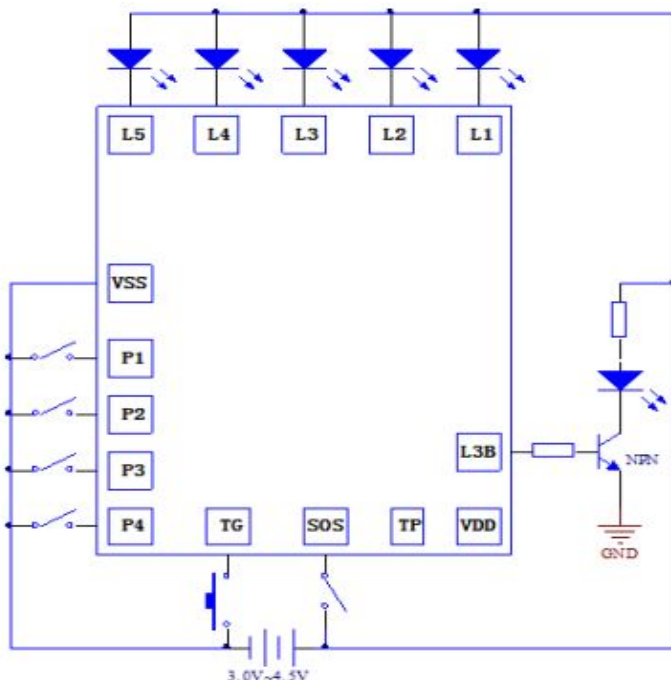 L5 L4 L3 L2 L1
VSS
P1
P2
P3
L3B NPN
P4 TG SOS TP VDD
GND
3.0V~4.5V